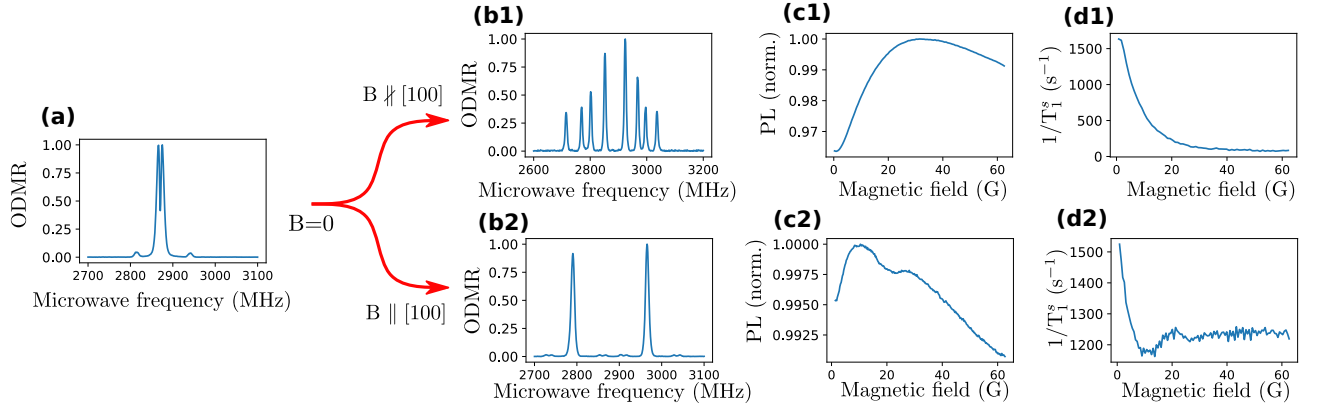 (a)
ODMR
1.00
0.75
0.50
0.25
0.00
2700 2800 2900 3000 3100
Microwave frequency (MHz)
B=0
B ∦ [100]
B ∥ [100]
(b1)
ODMR
1.00
0.75
0.50
0.25
0.00
2600 2800 3000 3200
Microwave frequency (MHz)
(c1)
PL (norm.)
1.00
0.99
0.98
0.97
0 20 40 60
Magnetic field (G)
(d1)
1/T₁ˢ (s⁻¹)
1500
1000
500
0
0 20 40 60
Magnetic field (G)
(b2)
ODMR
1.00
0.75
0.50
0.25
0.00
2700 2800 2900 3000 3100
Microwave frequency (MHz)
(c2)
PL (norm.)
1.0000
0.9975
0.9950
0.9925
0 20 40 60
Magnetic field (G)
(d2)
1/T₁ˢ (s⁻¹)
1500
1400
1300
1200
0 20 40 60
Magnetic field (G)